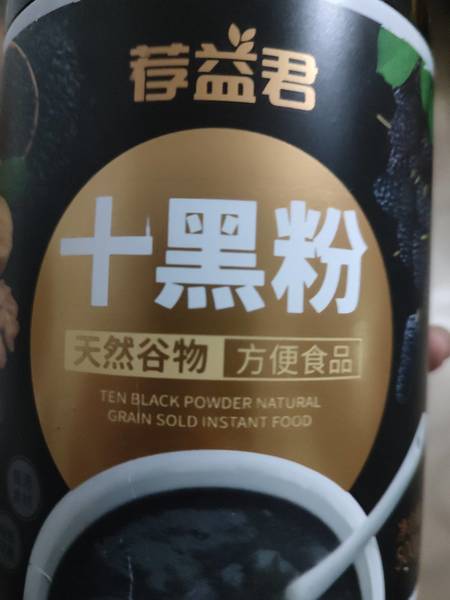 荐益君
十黑粉
天然谷物 方便食品
TEN BLACK POWDER NATURAL
GRAIN SOLD INSTANT FOOD